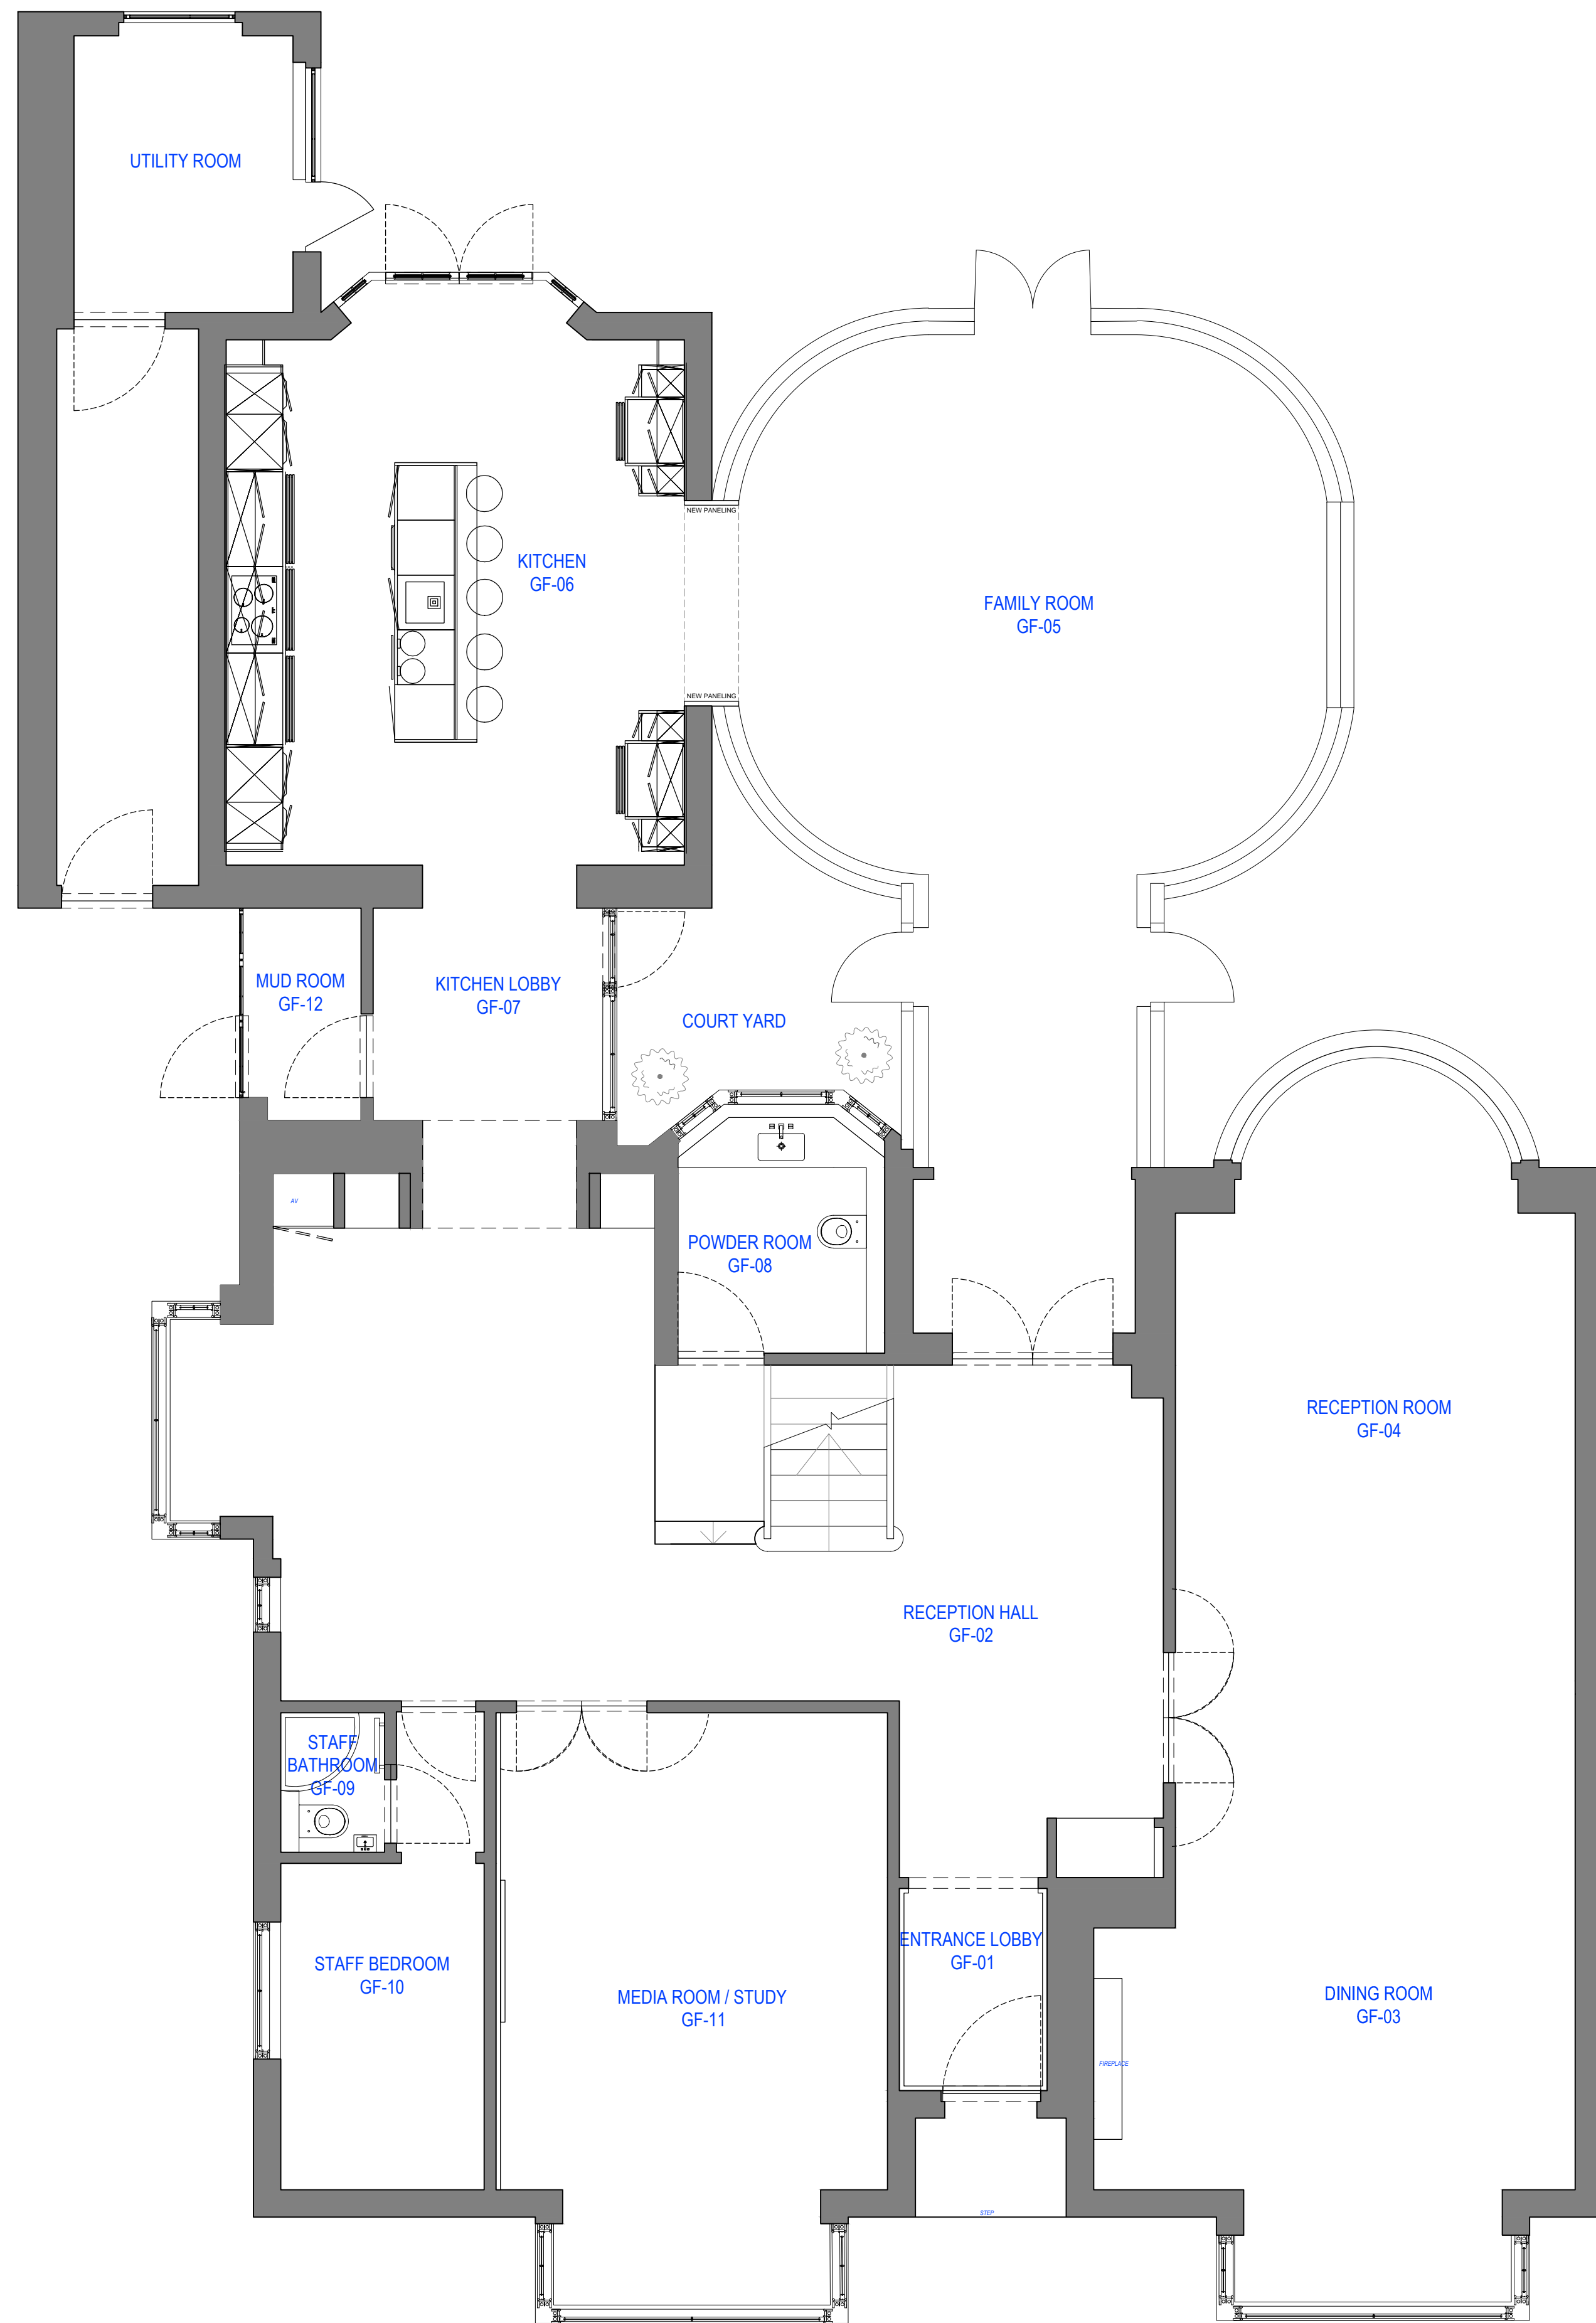 UTILITY ROOM
NEW PANELING
KITCHEN
GF-06
FAMILY ROOM
GF-05
NEW PANELING
MUD ROOM
GF-12
KITCHEN LOBBY
GF-07
COURT YARD
AV
POWDER ROOM
GF-08
RECEPTION ROOM
GF-04
RECEPTION HALL
GF-02
STAFF
BATHROOM
GF-09
ENTRANCE LOBBY
GF-01
STAFF BEDROOM
GF-10
MEDIA ROOM / STUDY
GF-11
DINING ROOM
GF-03
FIREPLACE
STEP